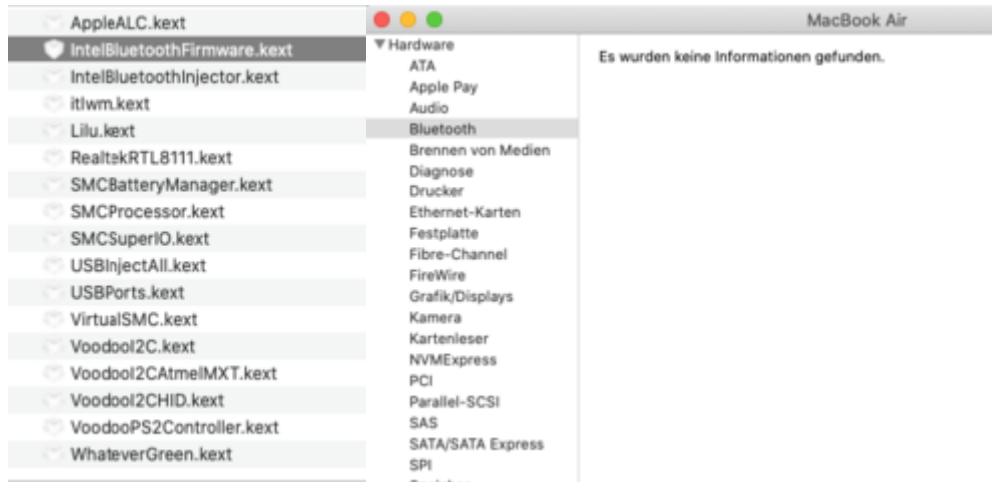 AppleALC.kext
IntelBluetoothFirmware.kext
IntelBluetoothInjector.kext
itlwm.kext
Lilu.kext
RealtekRTL8111.kext
SMCBatteryManager.kext
SMCProcessor.kext
SMCSuperIO.kext
USBInjectAll.kext
USBPorts.kext
VirtualSMC.kext
VoodooI2C.kext
VoodooI2CAtmelMXT.kext
VoodooI2CHID.kext
VoodooPS2Controller.kext
WhateverGreen.kext
MacBook Air
Hardware
ATA
Apple Pay
Audio
Bluetooth
Brennen von Medien
Diagnose
Drucker
Ethernet-Karten
Festplatte
Fibre-Channel
FireWire
Grafik/Displays
Kamera
Kartenleser
NVMExpress
PCI
Parallel-SCSI
SAS
SATA/SATA Express
SPI
Es wurden keine Informationen gefunden.